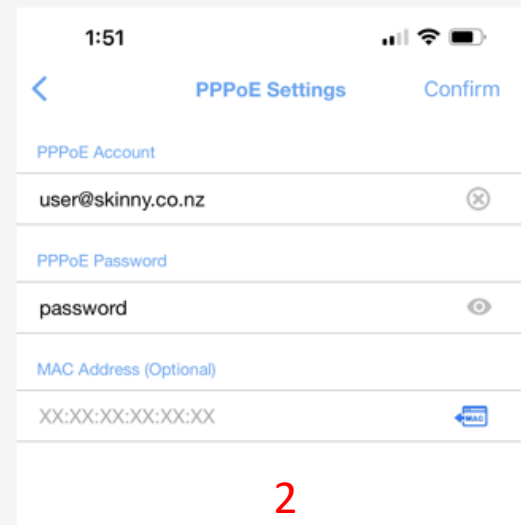 1:51
PPPoE Settings
Confirm
PPPoE Account
user@skinny.co.nz
PPPoE Password
password
MAC Address (Optional)
XX:XX:XX:XX:XX:XX
MAC
2